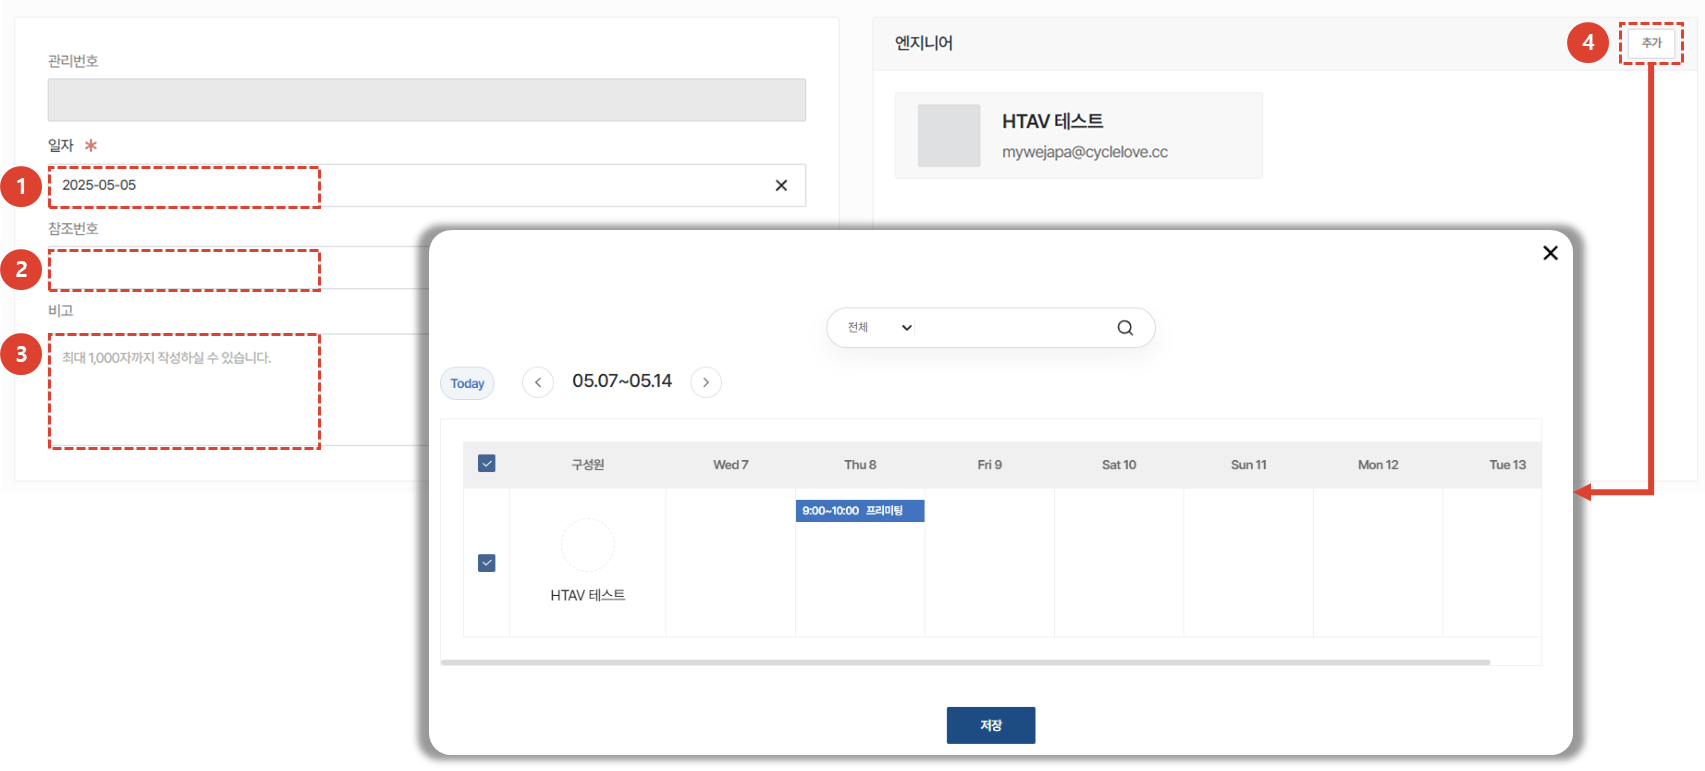 관리번호
일자 *
1
2025-05-05
참조번호
2
비고
3
최대 1,000자까지 작성하실 수 있습니다.
엔지니어
4
추가
HTAV 테스트
mywejapa@cyclelove.cc
전체
Today
05.07~05.14
구성원 Wed 7 Thu 8 Fri 9 Sat 10 Sun 11 Mon 12 Tue 13
9:00~10:00 프리미팅
HTAV 테스트
저장